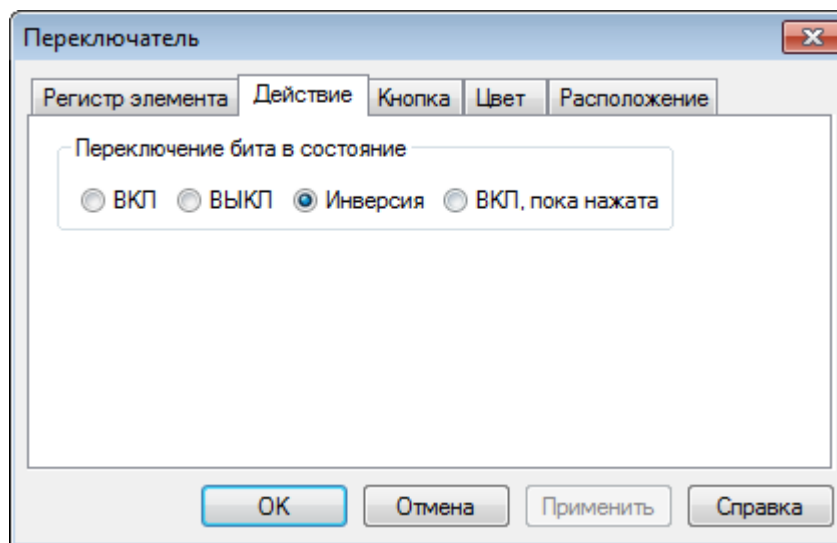 Переключатель
Регистр элемента Действие Кнопка Цвет Расположение
Переключение бита в состояние
ВКЛ ВЫКЛ Инверсия ВКЛ, пока нажата
OK Отмена Применить Справка